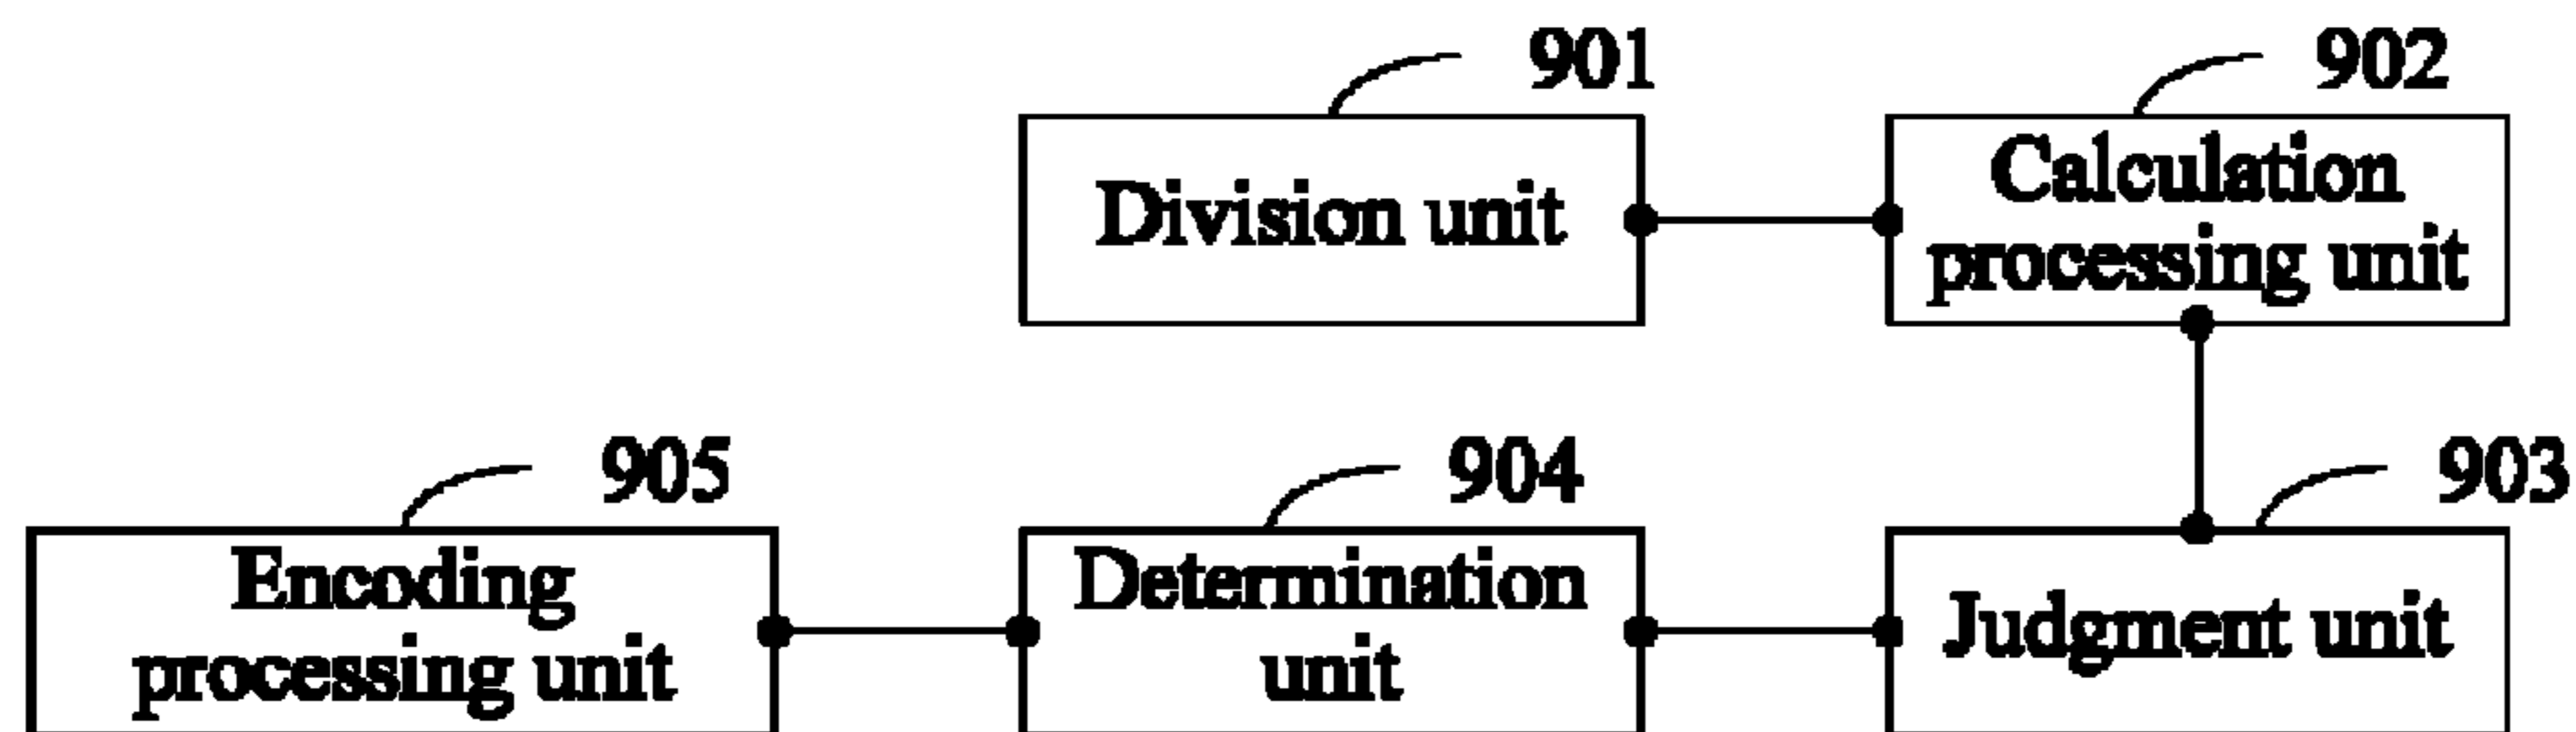 901
902
Division unit
Calculation
processing unit
905
904
903
Encoding
processing unit
Determination
unit
Judgment unit